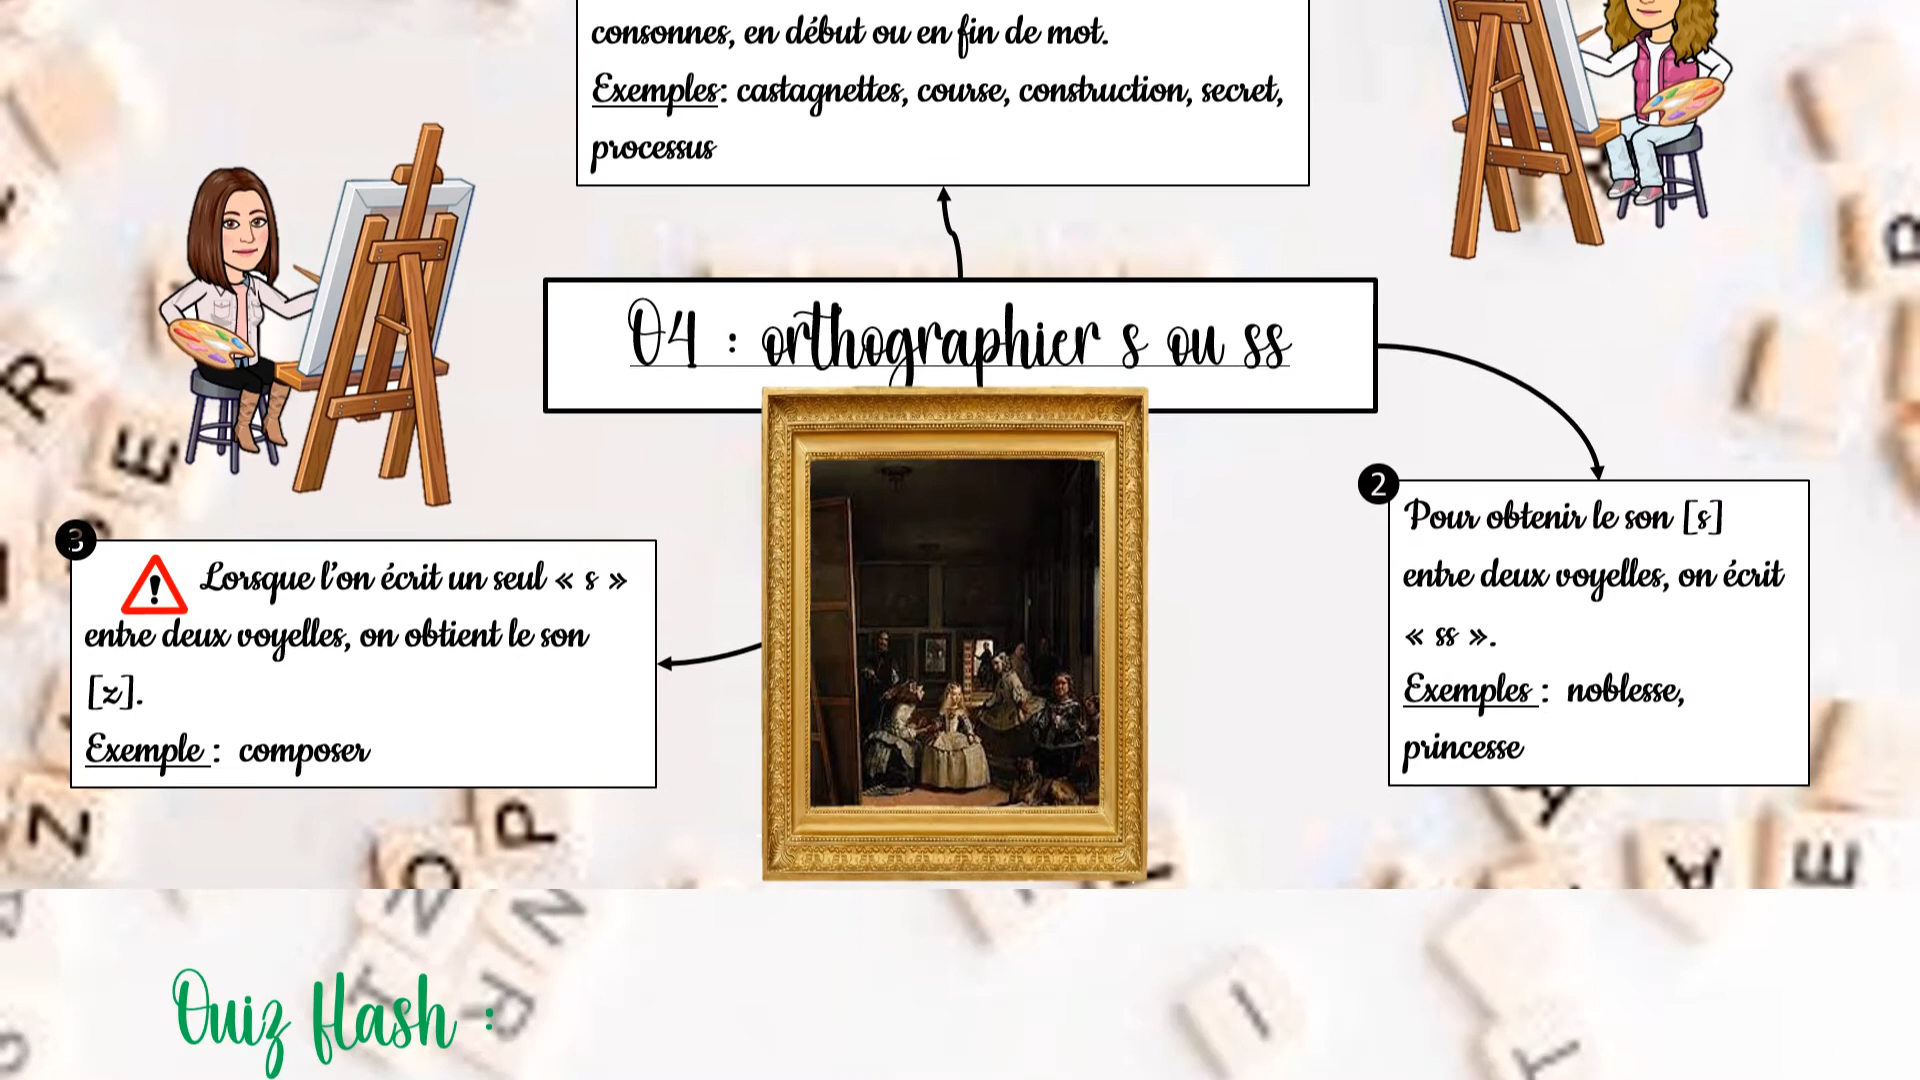 consonnes, en début ou en fin de mot.
Exemples: castagnettes, course, construction, secret,
processus
O4 : orthographier s ou ss
2
Pour obtenir le son [s]
entre deux voyelles, on écrit
« ss ».
Exemples : noblesse,
princesse
3
Lorsque l'on écrit un seul « s »
entre deux voyelles, on obtient le son
[z].
Exemple : composer
Quiz flash :